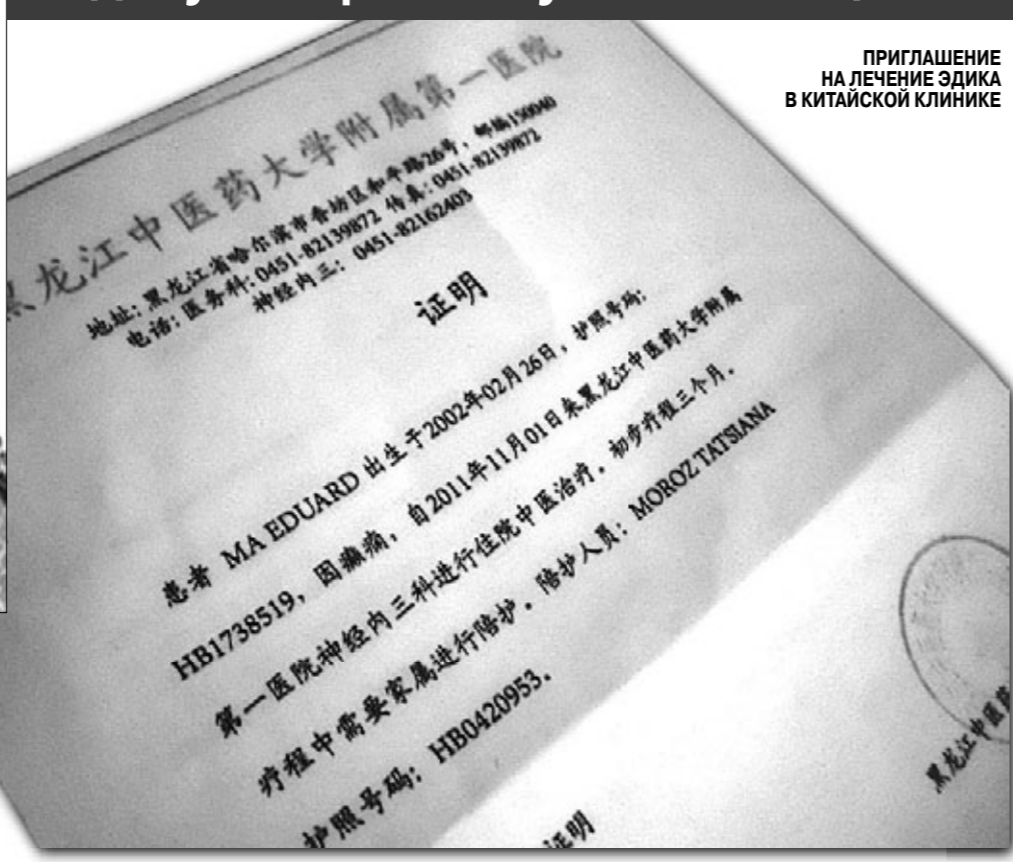 ПРИГЛАШЕНИЕ
НА ЛЕЧЕНИЕ ЭДИКА
В КИТАЙСКОЙ КЛИНИКЕ
黑龙江中医药大学附属第一医院
地址: 黑龙江省哈尔滨市香坊区和平路26号, 邮编150040
电话: 医务科: 0451-82139872 传真: 0451-82139872
神经内三: 0451-82162403
证明
患者 MA EDUARD 出生于2002年02月26日, 护照号码:
HB1738519, 因癫痫, 自2011年11月01日来黑龙江中医药大学附属
第一医院神经内三科进行住院中医治疗, 初步疗程三个月.
疗程中需要家属进行陪护. 陪护人员: MOROZ TATSIANA
护照号码: HB0420953.
黑龙江中医药
证明